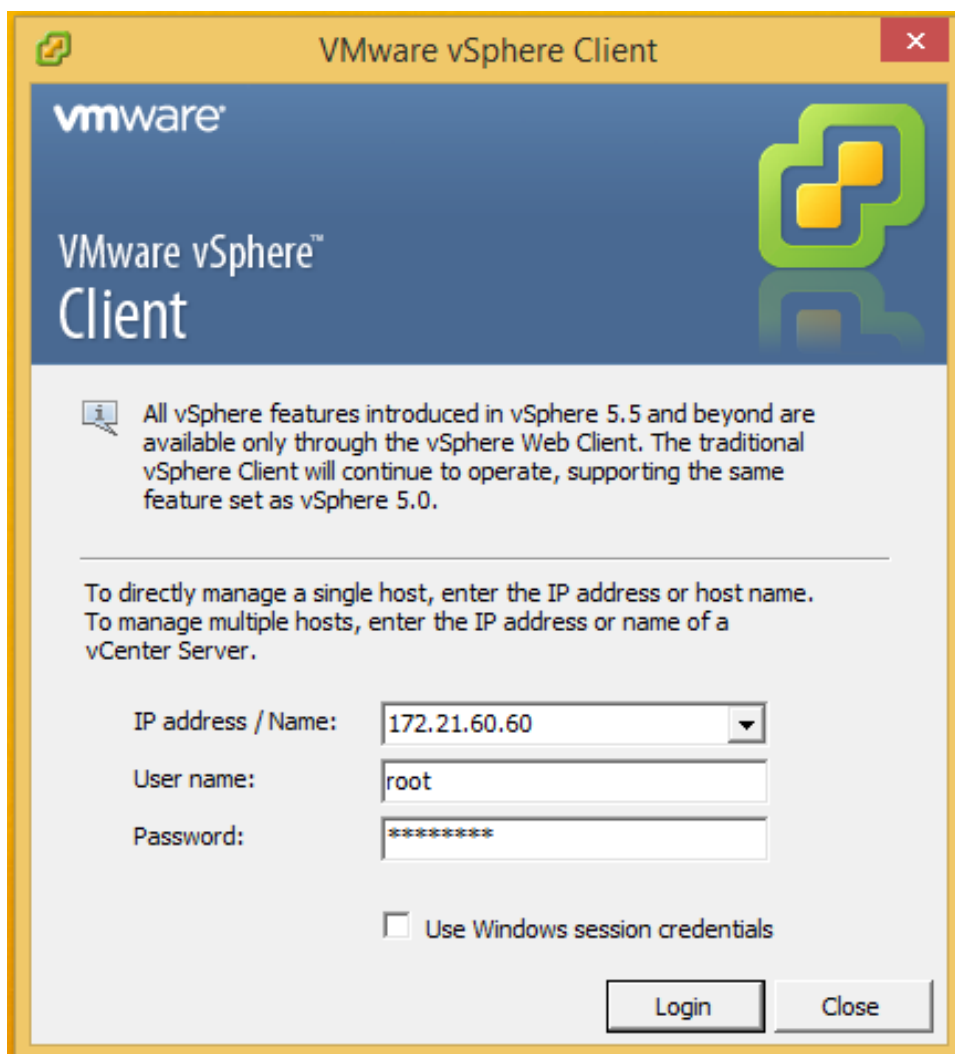 VMware vSphere Client
vmware
VMware vSphere™
Client
All vSphere features introduced in vSphere 5.5 and beyond are
available only through the vSphere Web Client. The traditional
vSphere Client will continue to operate, supporting the same
feature set as vSphere 5.0.
To directly manage a single host, enter the IP address or host name.
To manage multiple hosts, enter the IP address or name of a
vCenter Server.
IP address / Name: 172.21.60.60
User name: root
Password: ********
Use Windows session credentials
Login Close